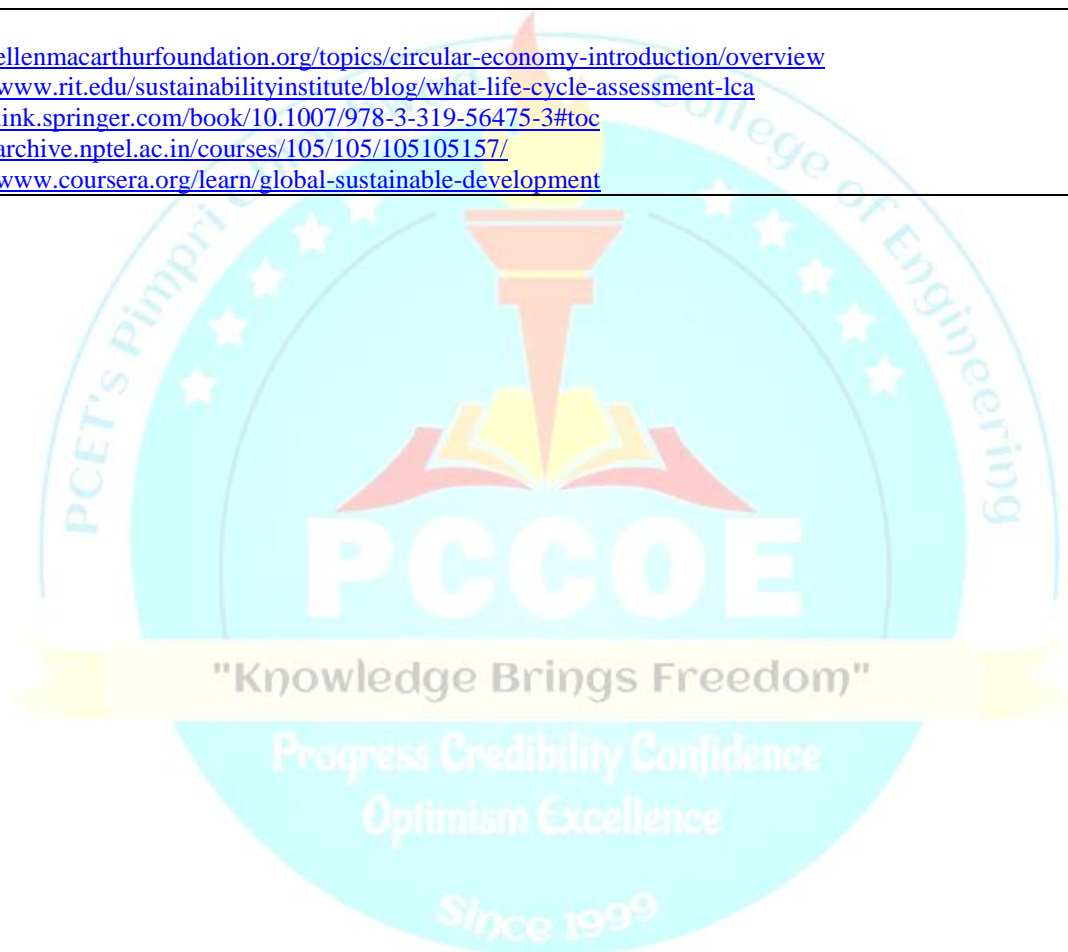 ellenmacarthurfoundation.org/topics/circular-economy-introduction/overview
www.rit.edu/sustainabilityinstitute/blog/what-life-cycle-assessment-lca
link.springer.com/book/10.1007/978-3-319-56475-3#toc
archive.nptel.ac.in/courses/105/105/105105157/
www.coursera.org/learn/global-sustainable-development
PCET's Pimpri College of Engineering
PCCOE
"Knowledge Brings Freedom"
Progress Credibility Confidence
Optimism Excellence
Since 1999